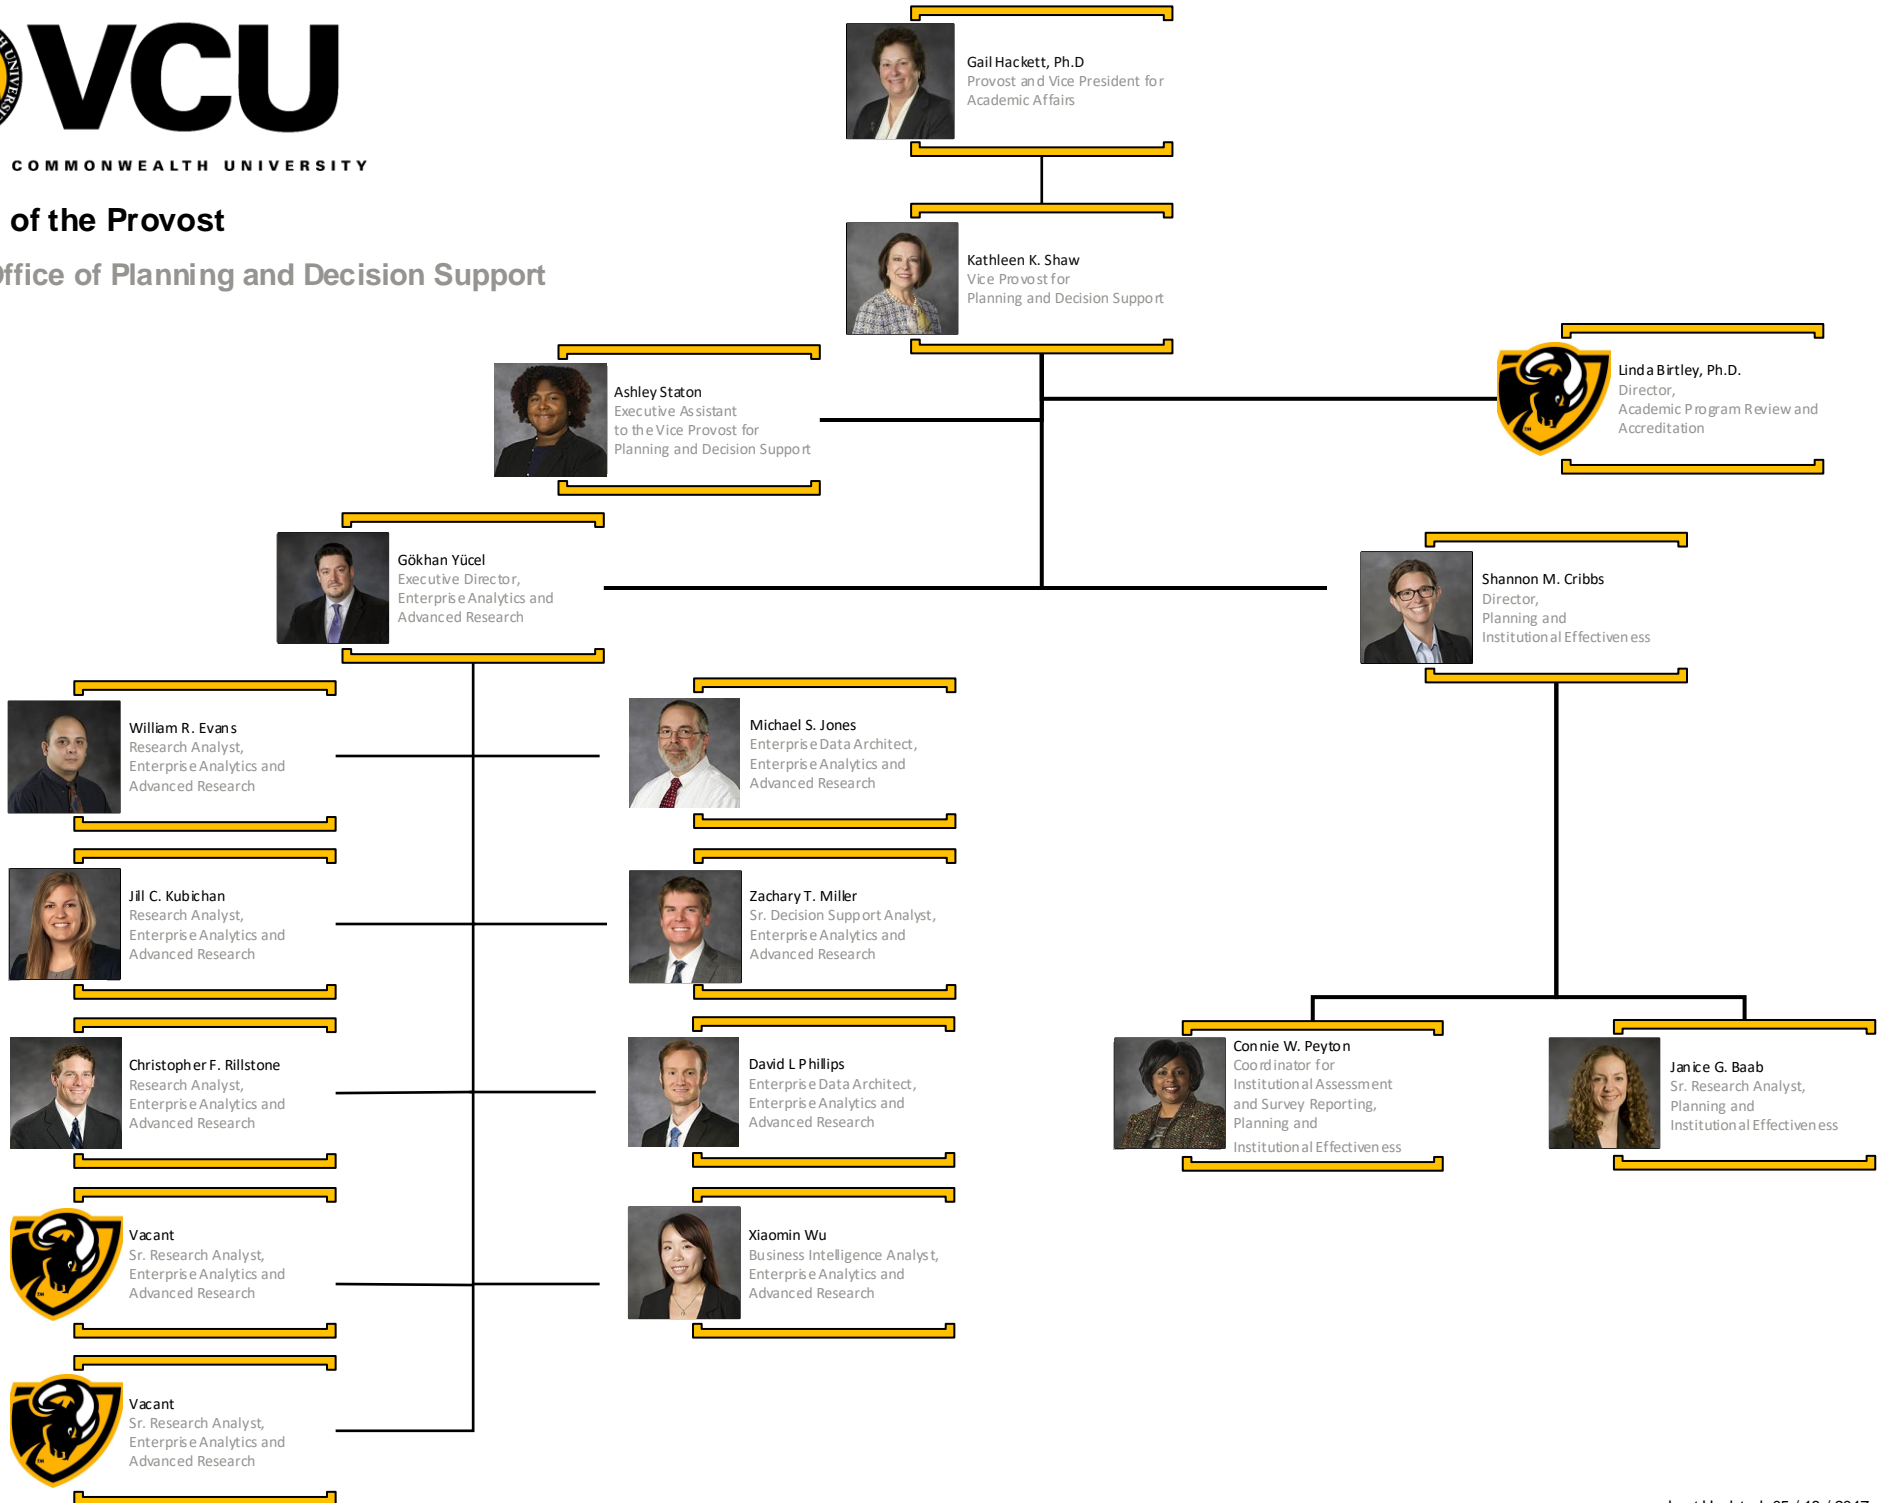 VCU
COMMONWEALTH UNIVERSITY
of the Provost
Office of Planning and Decision Support
Gail Hackett, Ph.D
Provost and Vice President for
Academic Affairs
Kathleen K. Shaw
Vice Provost for
Planning and Decision Support
Ashley Staton
Executive Assistant
to the Vice Provost for
Planning and Decision Support
Linda Birtley, Ph.D.
Director,
Academic Program Review and
Accreditation
Gökhan Yücel
Executive Director,
Enterprise Analytics and
Advanced Research
Shannon M. Cribbs
Director,
Planning and
Institutional Effectiveness
William R. Evans
Research Analyst,
Enterprise Analytics and
Advanced Research
Michael S. Jones
Enterprise Data Architect,
Enterprise Analytics and
Advanced Research
Jill C. Kubichan
Research Analyst,
Enterprise Analytics and
Advanced Research
Zachary T. Miller
Sr. Decision Support Analyst,
Enterprise Analytics and
Advanced Research
Christopher F. Rillstone
Research Analyst,
Enterprise Analytics and
Advanced Research
David L Phillips
Enterprise Data Architect,
Enterprise Analytics and
Advanced Research
Connie W. Peyton
Coordinator for
Institutional Assessment
and Survey Reporting,
Planning and
Institutional Effectiveness
Janice G. Baab
Sr. Research Analyst,
Planning and
Institutional Effectiveness
Vacant
Sr. Research Analyst,
Enterprise Analytics and
Advanced Research
Xiaomin Wu
Business Intelligence Analyst,
Enterprise Analytics and
Advanced Research
Vacant
Sr. Research Analyst,
Enterprise Analytics and
Advanced Research